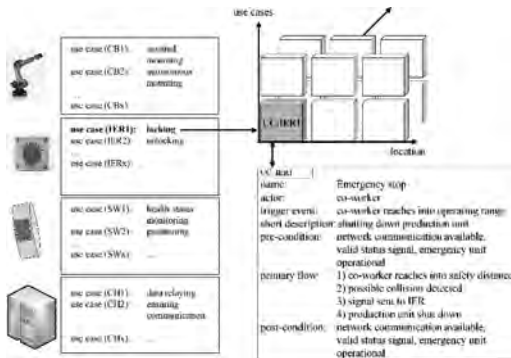 use cases
use case (CB1):
mounting
use case (CB2): autonomous
mounting
...
use case (CBx)
use case (IER1): locking
use case (IER2): unlocking
...
use case (IERx):
UC IER1
location
use case (SW1): health status
monitoring
use case (SW2): positioning
...
use case (SWx) ...
use case (CH1) data relaying
use case (CH2) ensuring
communication
...
use case (CHx) ...
UC IER1
name: Emergency stop
actor: co-worker
trigger event: co-worker reaches into operating range
short description: shutting down production unit
pre-condition: network communication available,
valid status signal, emergency unit
operational
primary flow: 1) co-worker reaches into safety distance
2) possible collision detected
3) signal sent to IER
4) production unit shut down
post-condition: network communication available,
valid status signal, emergency unit
operational